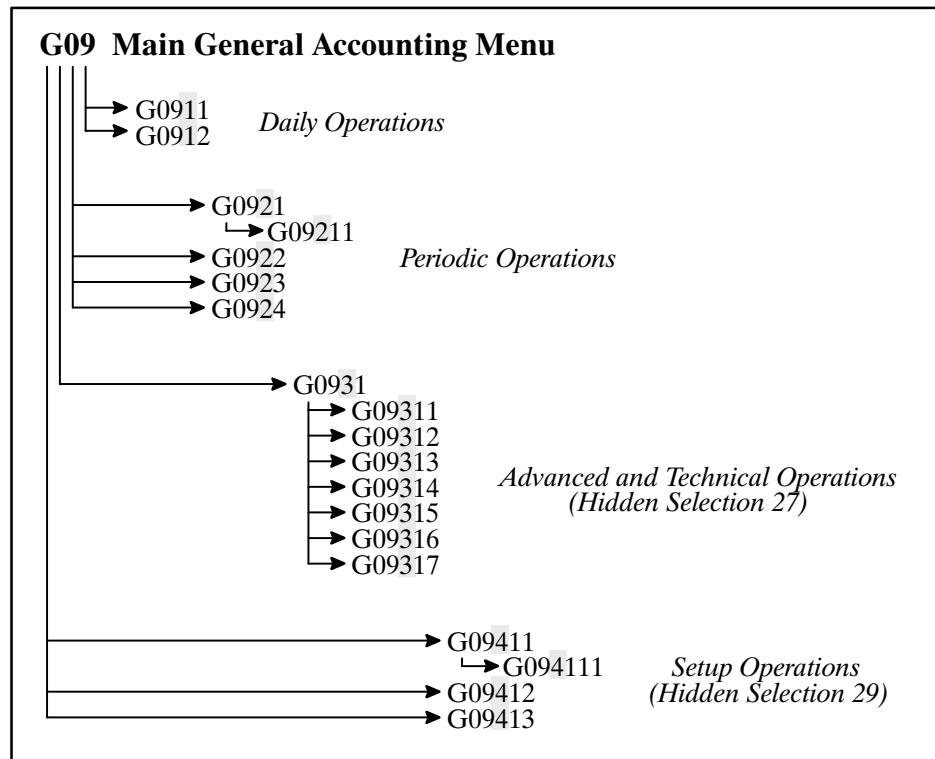 G09 Main General Accounting Menu
G0911
G0912
Daily Operations
G0921
G09211
G0922
G0923
G0924
Periodic Operations
G0931
G09311
G09312
G09313
G09314
G09315
G09316
G09317
Advanced and Technical Operations
(Hidden Selection 27)
G09411
G094111
G09412
G09413
Setup Operations
(Hidden Selection 29)